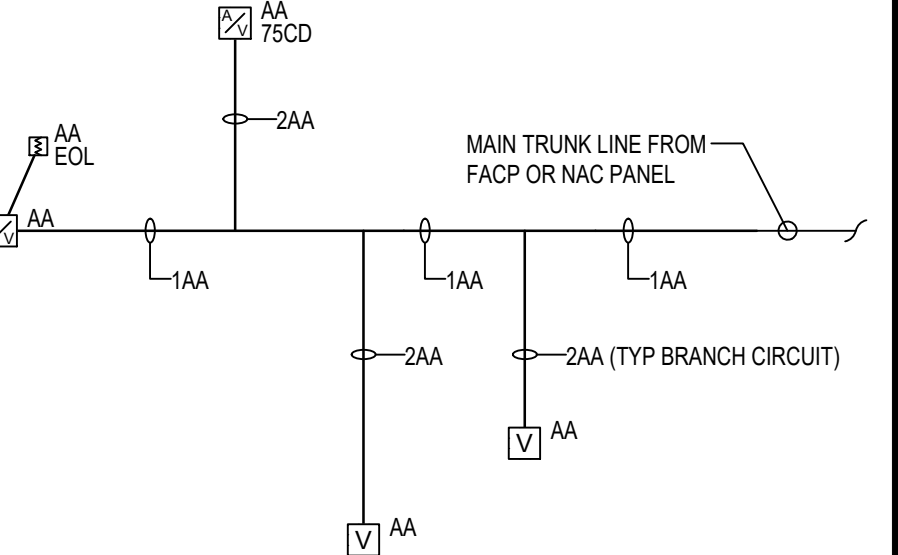 A/V AA
75CD
2AA
AA
EOL
MAIN TRUNK LINE FROM
FACP OR NAC PANEL
V AA
1AA
1AA
1AA
2AA
2AA (TYP BRANCH CIRCUIT)
V AA
V AA